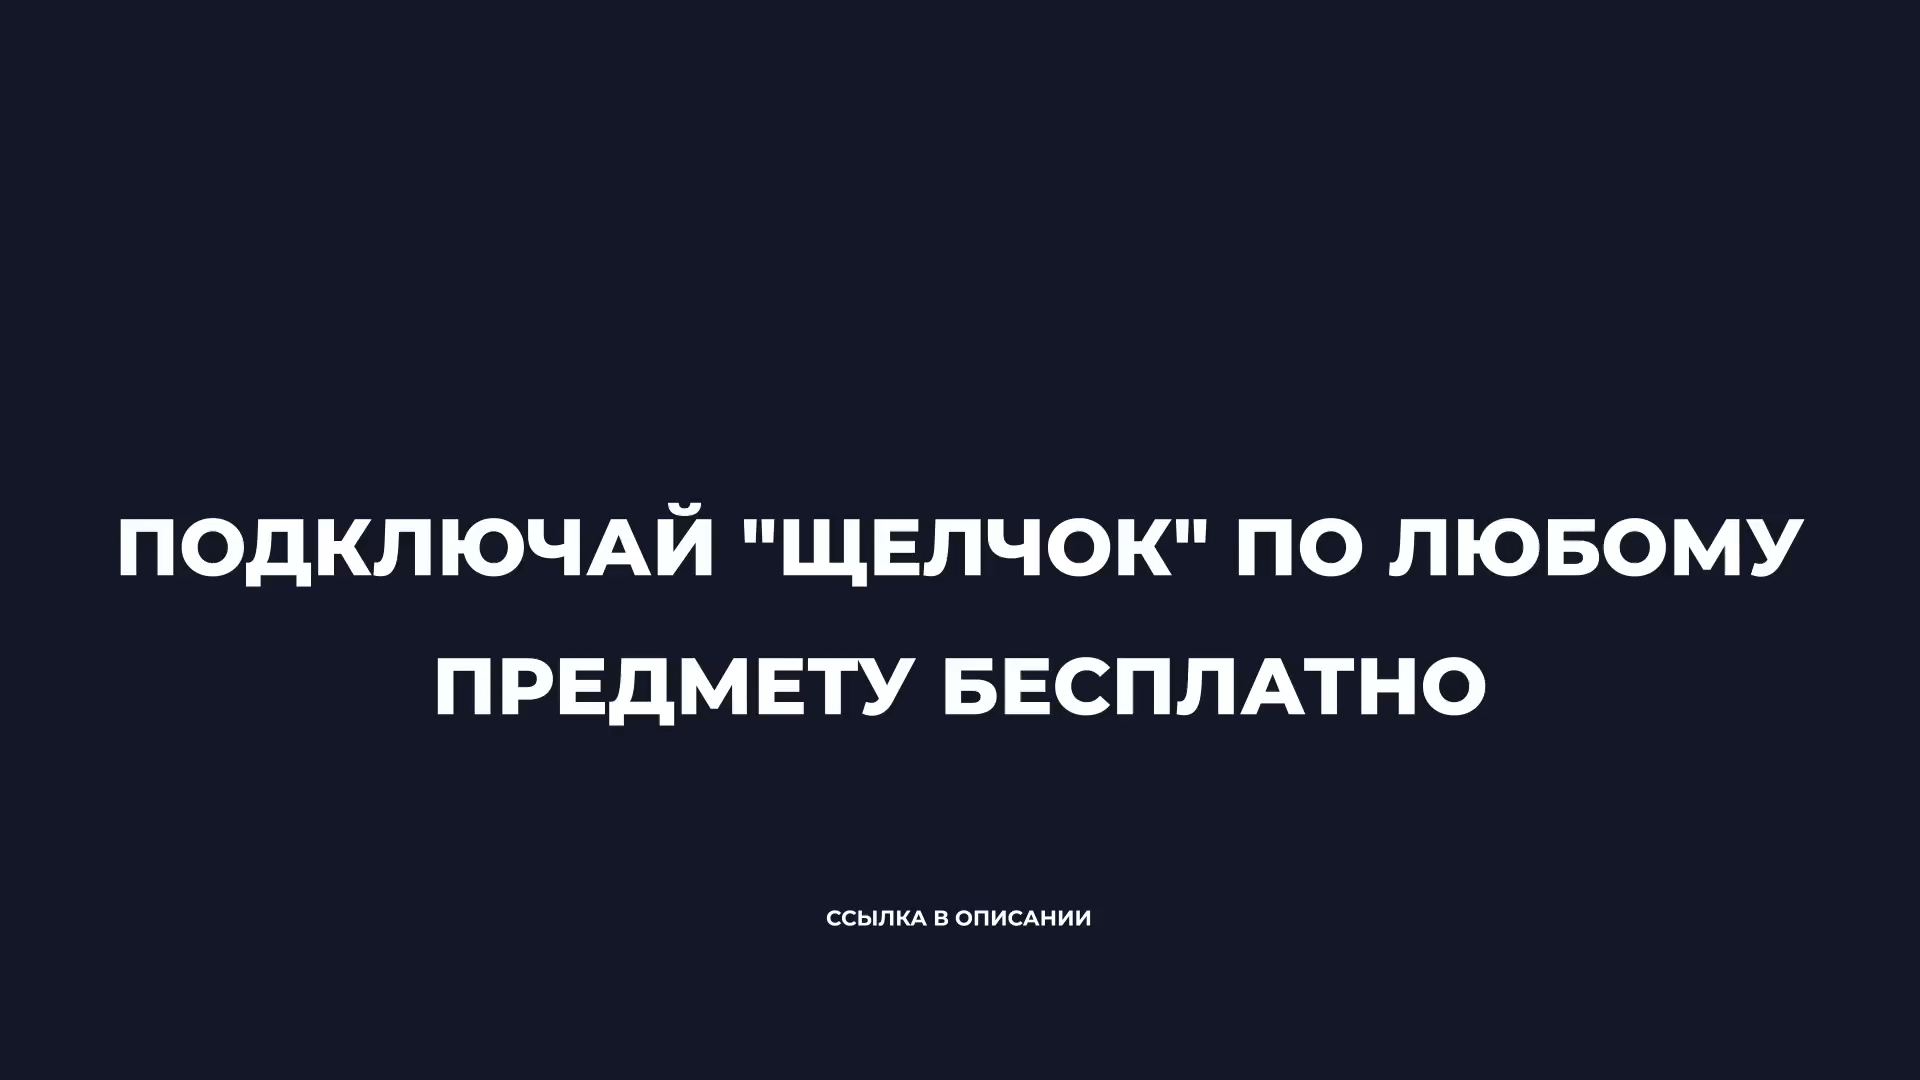 ПОДКЛЮЧАЙ "ЩЕЛЧОК" ПО ЛЮБОМУ
ПРЕДМЕТУ БЕСПЛАТНО
ССЫЛКА В ОПИСАНИИ